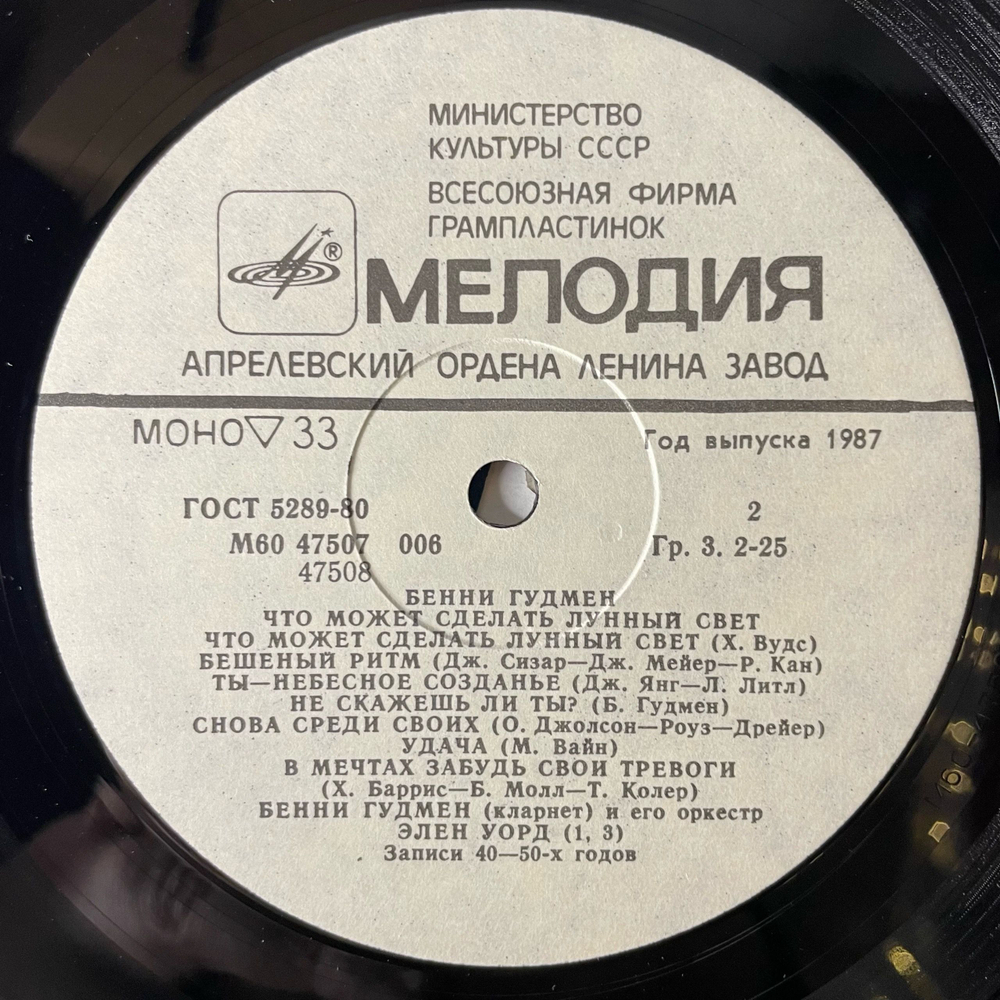 МИНИСТЕРСТВО
КУЛЬТУРЫ СССР
ВСЕСОЮЗНАЯ ФИРМА
ГРАМПЛАСТИНОК
®
МЕЛОДИЯ
АПРЕЛЕВСКИЙ ОРДЕНА ЛЕНИНА ЗАВОД
МОНО ▽ 33 Год выпуска 1987
ГОСТ 5289-80 2
М60 47507 006 Гр. 3. 2-25
47508
БЕННИ ГУДМЕН
ЧТО МОЖЕТ СДЕЛАТЬ ЛУННЫЙ СВЕТ
ЧТО МОЖЕТ СДЕЛАТЬ ЛУННЫЙ СВЕТ (Х. Вудс)
БЕШЕНЫЙ РИТМ (Дж. Сизар—Дж. Мейер—Р. Кан)
ТЫ—НЕБЕСНОЕ СОЗДАНЬЕ (Дж. Янг—Л. Литл)
НЕ СКАЖЕШЬ ЛИ ТЫ? (Б. Гудмен)
СНОВА СРЕДИ СВОИХ (О. Джолсон—Роуз—Дрейер)
УДАЧА (М. Вайн)
В МЕЧТАХ ЗАБУДЬ СВОИ ТРЕВОГИ
(Х. Баррис—Б. Молл—Т. Колер)
БЕННИ ГУДМЕН (кларнет) и его оркестр
ЭЛЕН УОРД (1, 3)
Записи 40—50-х годов